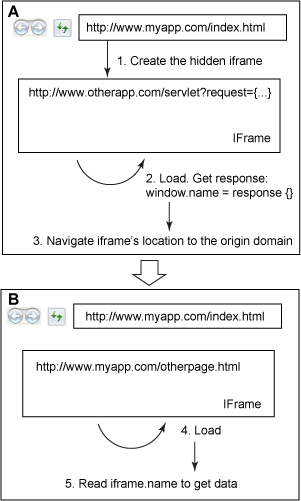 A
http://www.myapp.com/index.html
1. Create the hidden iframe
http://www.otherapp.com/servlet?request={...}
IFrame
2. Load. Get response:
window.name = response {}
3. Navigate iframe's location to the origin domain
B
http://www.myapp.com/index.html
http://www.myapp.com/otherpage.html
IFrame
4. Load
5. Read iframe.name to get data